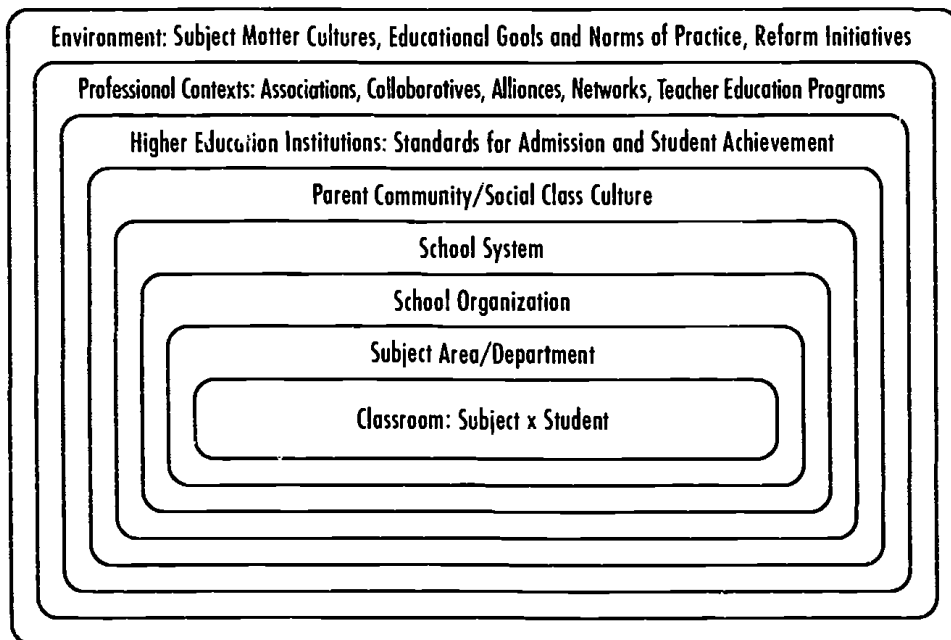 Environment: Subject Motter Cultures, Educational Gools and Norms of Practice, Reform Initiatives
Professional Contexts: Associations, Colloborotives, Allionces, Networks, Teacher Education Programs
Higher Education Institutions: Standards for Admission and Student Achievement
Parent Community/Social Class Culture
School System
School Organization
Subject Area/Department
Classroom: Subject x Student